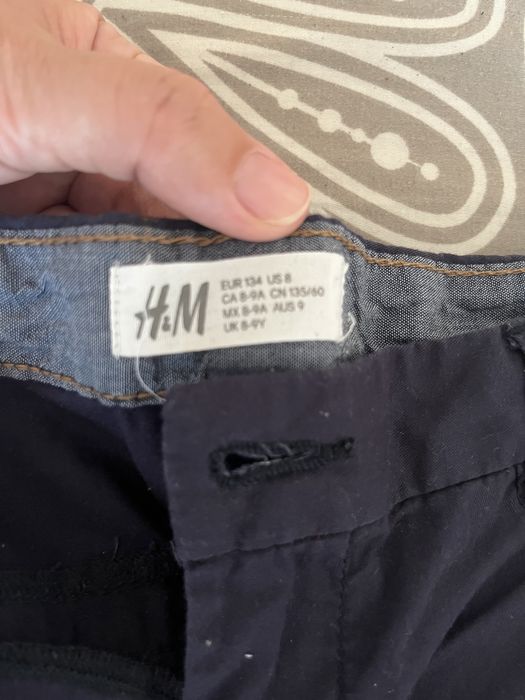 H&M
EUR 134 US 8
CA 8-9A CN 135/60
MX 8-9A AUS 9
UK 8-9Y